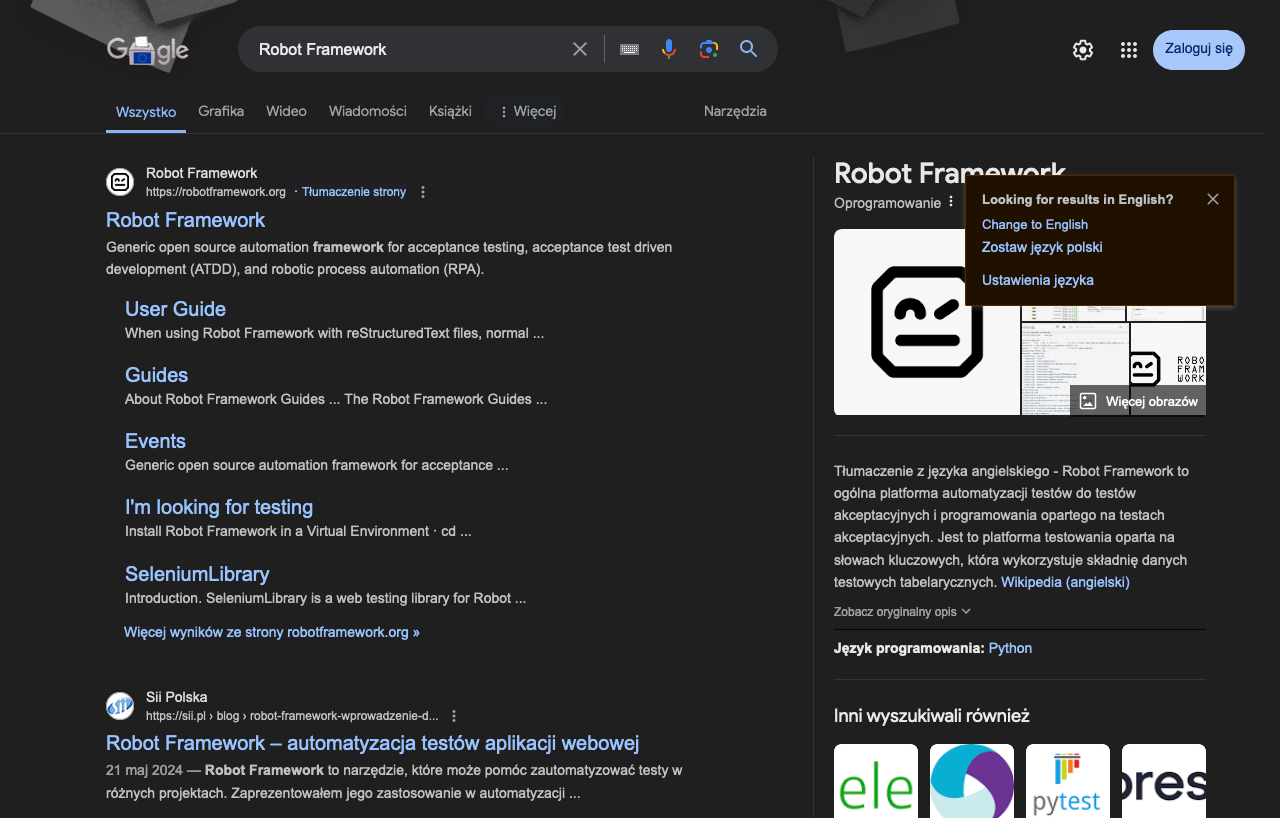 Google
Robot Framework
Zaloguj się
Wszystko
Grafika
Wideo
Wiadomości
Książki
Więcej
Narzędzia
Robot Framework
https://robotframework.org · Tłumaczenie strony
Robot Framework
Generic open source automation framework for acceptance testing, acceptance test driven
development (ATDD), and robotic process automation (RPA).
User Guide
When using Robot Framework with reStructuredText files, normal ...
Guides
About Robot Framework Guides ... The Robot Framework Guides ...
Events
Generic open source automation framework for acceptance ...
I'm looking for testing
Install Robot Framework in a Virtual Environment · cd ...
SeleniumLibrary
Introduction. SeleniumLibrary is a web testing library for Robot ...
Więcej wyników ze strony robotframework.org »
Sii Polska
https://sii.pl › blog › robot-framework-wprowadzenie-d...
Robot Framework – automatyzacja testów aplikacji webowej
21 maj 2024 — Robot Framework to narzędzie, które może pomóc zautomatyzować testy w
różnych projektach. Zaprezentowałem jego zastosowanie w automatyzacji ...
Robot Framework
Oprogramowanie
Looking for results in English?
Change to English
Zostaw język polski
Ustawienia języka
ROBO
FRAM
WORK
Więcej obrazów
Tłumaczenie z języka angielskiego - Robot Framework to
ogólna platforma automatyzacji testów do testów
akceptacyjnych i programowania opartego na testach
akceptacyjnych. Jest to platforma testowania oparta na
słowach kluczowych, która wykorzystuje składnię danych
testowych tabelarycznych. Wikipedia (angielski)
Zobacz oryginalny opis
Język programowania: Python
Inni wyszukiwali również
ele
pytest
pres